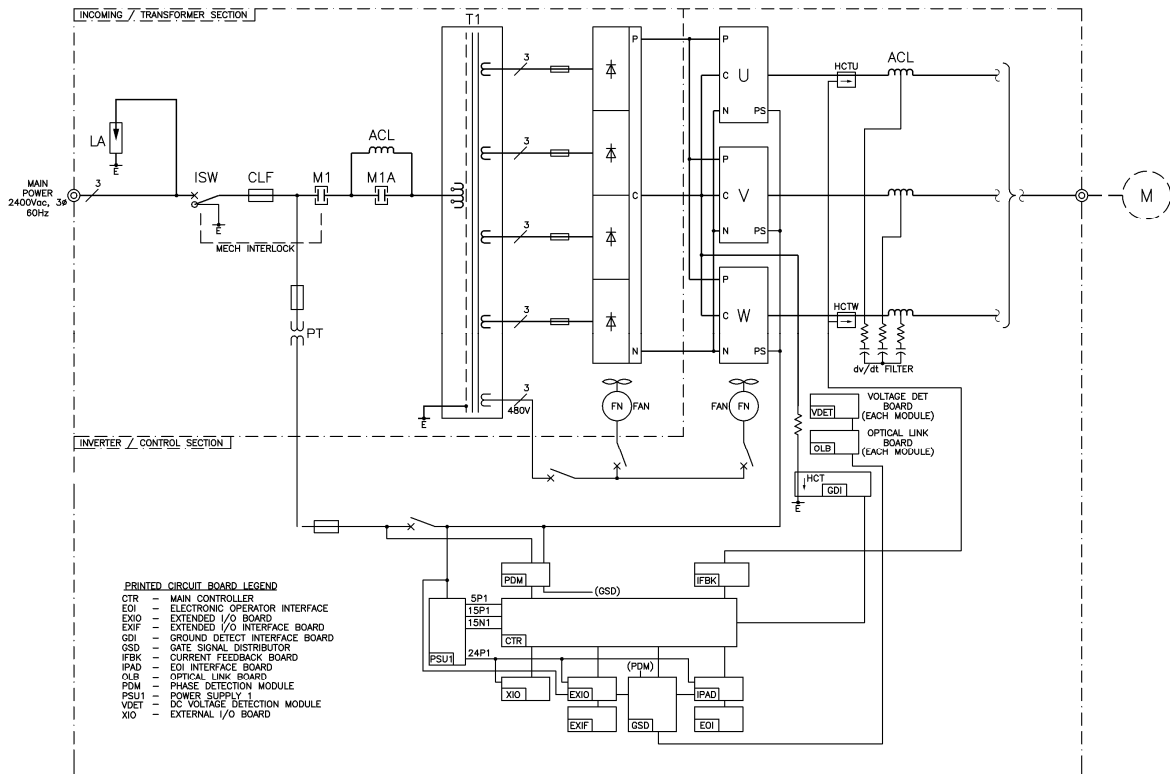 INCOMING / TRANSFORMER SECTION
T1
P
P
U
C
N
PS
HCTU
ACL
3
LA
E
ACL
ISW
CLF
M1
M1A
3
MAIN
POWER
2400Vac, 3ø
60Hz
3
E
MECH INTERLOCK
3
P
V
C
C
N
PS
M
3
PT
3
P
W
C
N
N
PS
HCTW
dv/dt FILTER
3
480V
E
FN
FAN
FAN
FN
VDET
VOLTAGE DET
BOARD
(EACH MODULE)
OLB
OPTICAL LINK
BOARD
(EACH MODULE)
INVERTER / CONTROL SECTION
HCT
GDI
E
PDM
(GSD)
IFBK
5P1
15P1
15N1
CTR
PSU1
24P1
(PDM)
XIO
EXIO
IPAD
EXIF
GSD
EOI
PRINTED CIRCUIT BOARD LEGEND
CTR – MAIN CONTROLLER
EOI – ELECTRONIC OPERATOR INTERFACE
EXIO – EXTENDED I/O BOARD
EXIF – EXTENDED I/O INTERFACE BOARD
GDI – GROUND DETECT INTERFACE BOARD
GSD – GATE SIGNAL DISTRIBUTOR
IFBK – CURRENT FEEDBACK BOARD
IPAD – EOI INTERFACE BOARD
OLB – OPTICAL LINK BOARD
PDM – PHASE DETECTION MODULE
PSU1 – POWER SUPPLY 1
VDET – DC VOLTAGE DETECTION MODULE
XIO – EXTERNAL I/O BOARD